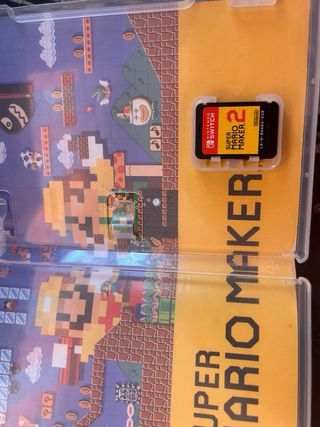 NINTENDO
SWITCH
SUPER
MARIO
MAKER 2
SUPER
MARIO MAKER